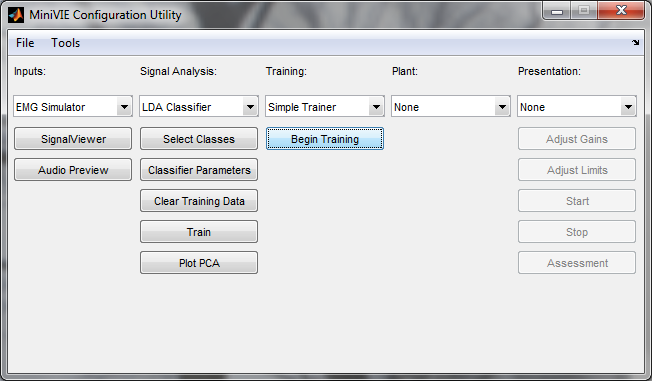 MiniVIE Configuration Utility
File Tools
Inputs: Signal Analysis: Training: Plant: Presentation:
EMG Simulator LDA Classifier Simple Trainer None None
SignalViewer Select Classes Begin Training Adjust Gains
Audio Preview Classifier Parameters Adjust Limits
Clear Training Data Start
Train Stop
Plot PCA Assessment